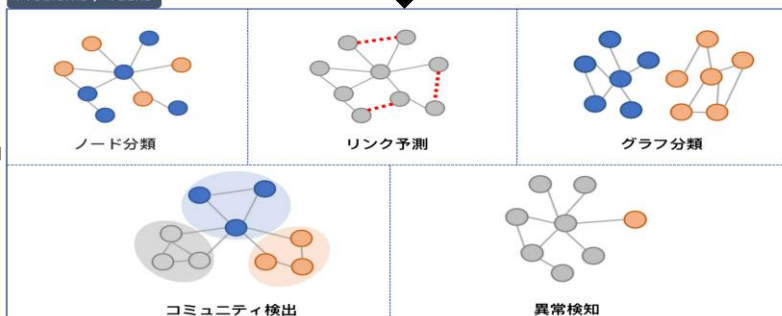 ノード分類
リンク予測
グラフ分類
コミュニティ検出
異常検知